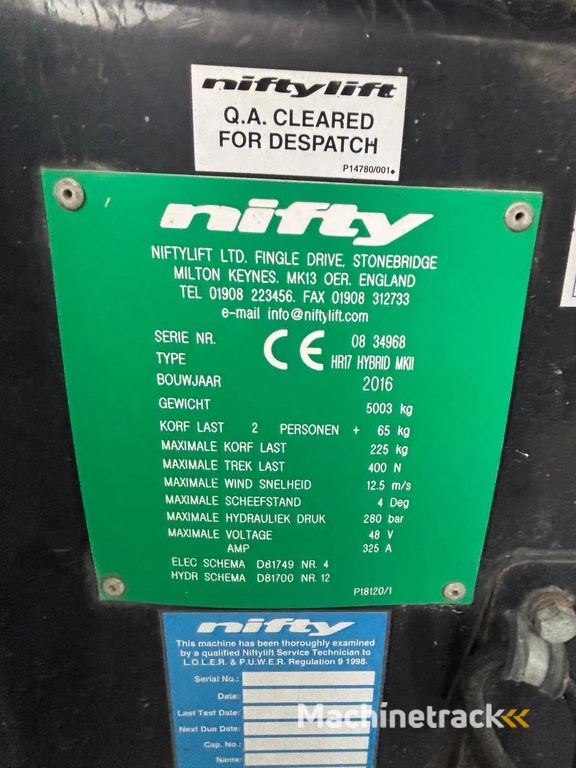 niftylift
Q.A. CLEARED
FOR DESPATCH
P14780/001
nifty
NIFTYLIFT LTD. FINGLE DRIVE. STONEBRIDGE
MILTON KEYNES. MK13 OER. ENGLAND
TEL 01908 223456. FAX 01908 312733
e-mail info@niftylift.com
SERIE NR. 08 34968
TYPE CE HR17 HYBRID MKII
BOUWJAAR 2016
GEWICHT 5003 kg
KORF LAST 2 PERSONEN + 65 kg
MAXIMALE KORF LAST 225 kg
MAXIMALE TREK LAST 400 N
MAXIMALE WIND SNELHEID 12.5 m/s
MAXIMALE SCHEEFSTAND 4 Deg
MAXIMALE HYDRAULIEK DRUK 280 bar
MAXIMALE VOLTAGE 48 V
AMP 325 A
ELEC SCHEMA D81749 NR. 4
HYDR SCHEMA D81700 NR. 12
P18120/1
nifty
This machine has been thoroughly examined
by a qualified Niftylift Service Technician to
L.O.L.E.R. & P.U.W.E.R. Regulation 9 1998.
Serial No.:
Date:
Last Test Date:
Next Due Date:
Cap. No.:
Name:
Machinetrack